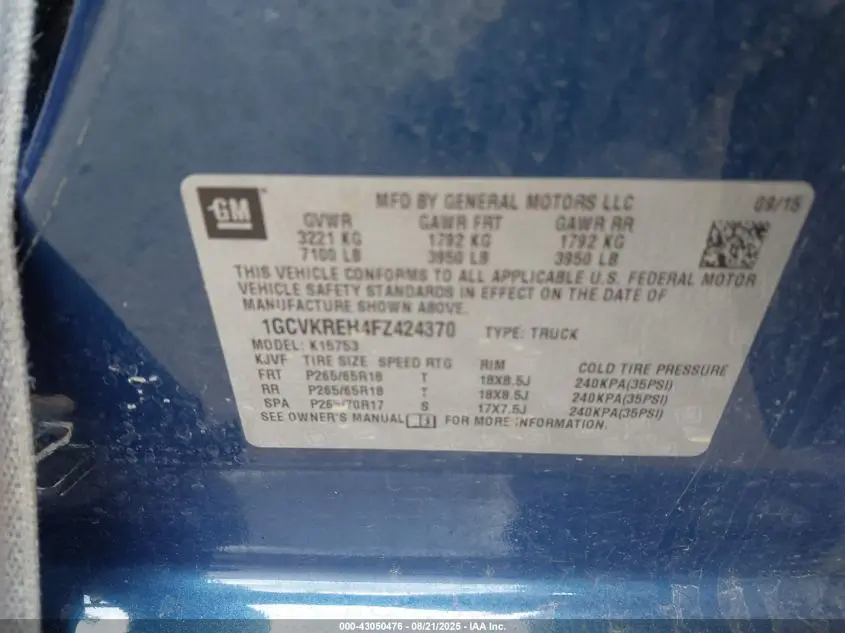 GM
MFD BY GENERAL MOTORS LLC 09/15
GVWR GAWR FRT GAWR RR
3221 KG 1792 KG 1792 KG
7100 LB 3950 LB 3950 LB
THIS VEHICLE CONFORMS TO ALL APPLICABLE U.S. FEDERAL MOTOR
VEHICLE SAFETY STANDARDS IN EFFECT ON THE DATE OF
MANUFACTURE SHOWN ABOVE.
1GCVKREH4FZ424370 TYPE: TRUCK
MODEL: K15753
KJVF TIRE SIZE SPEED RTG RIM COLD TIRE PRESSURE
FRT P265/65R18 T 18X8.5J 240KPA(35PSI)
RR P265/65R18 T 18X8.5J 240KPA(35PSI)
SPA P265/70R17 S 17X7.5J 240KPA(35PSI)
SEE OWNER'S MANUAL FOR MORE INFORMATION.
000-43050476 - 08/21/2025 - IAA Inc.